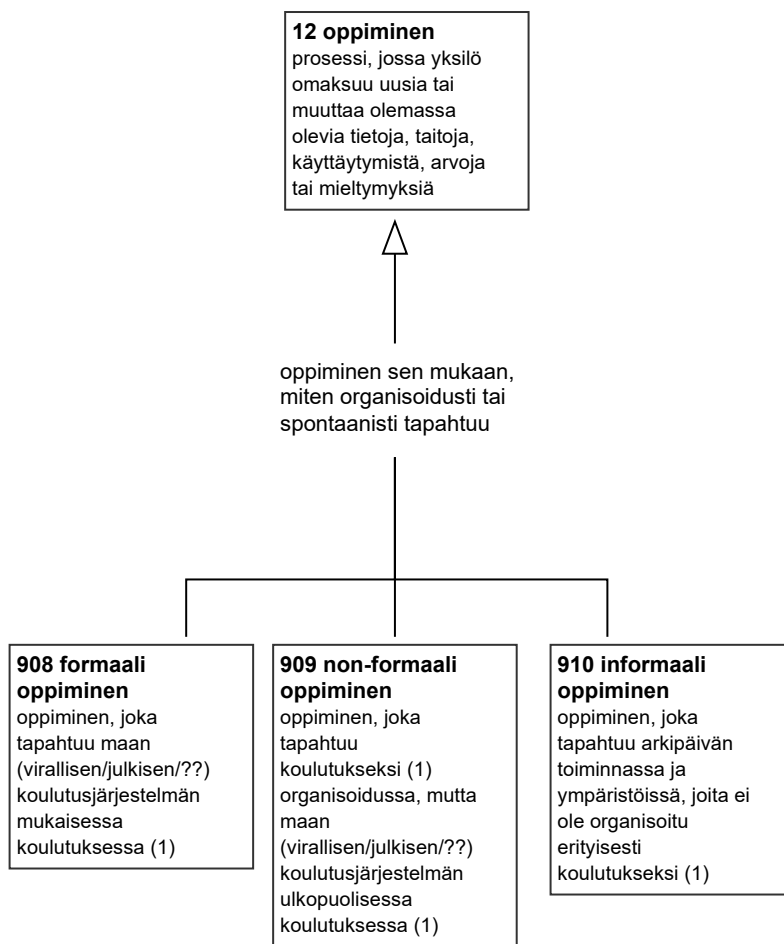 12 oppiminen
prosessi, jossa yksilö
omaksuu uusia tai
muuttaa olemassa
olevia tietoja, taitoja,
käyttäytymistä, arvoja
tai mieltymyksiä
oppiminen sen mukaan,
miten organisoidusti tai
spontaanisti tapahtuu
908 formaali
oppiminen
oppiminen, joka
tapahtuu maan
(virallisen/julkisen/??)
koulutusjärjestelmän
mukaisessa
koulutuksessa (1)
909 non-formaali
oppiminen
oppiminen, joka
tapahtuu
koulutukseksi (1)
organisoidussa, mutta
maan
(virallisen/julkisen/??)
koulutusjärjestelmän
ulkopuolisessa
koulutuksessa (1)
910 informaali
oppiminen
oppiminen, joka
tapahtuu arkipäivän
toiminnassa ja
ympäristöissä, joita ei
ole organisoitu
erityisesti
koulutukseksi (1)